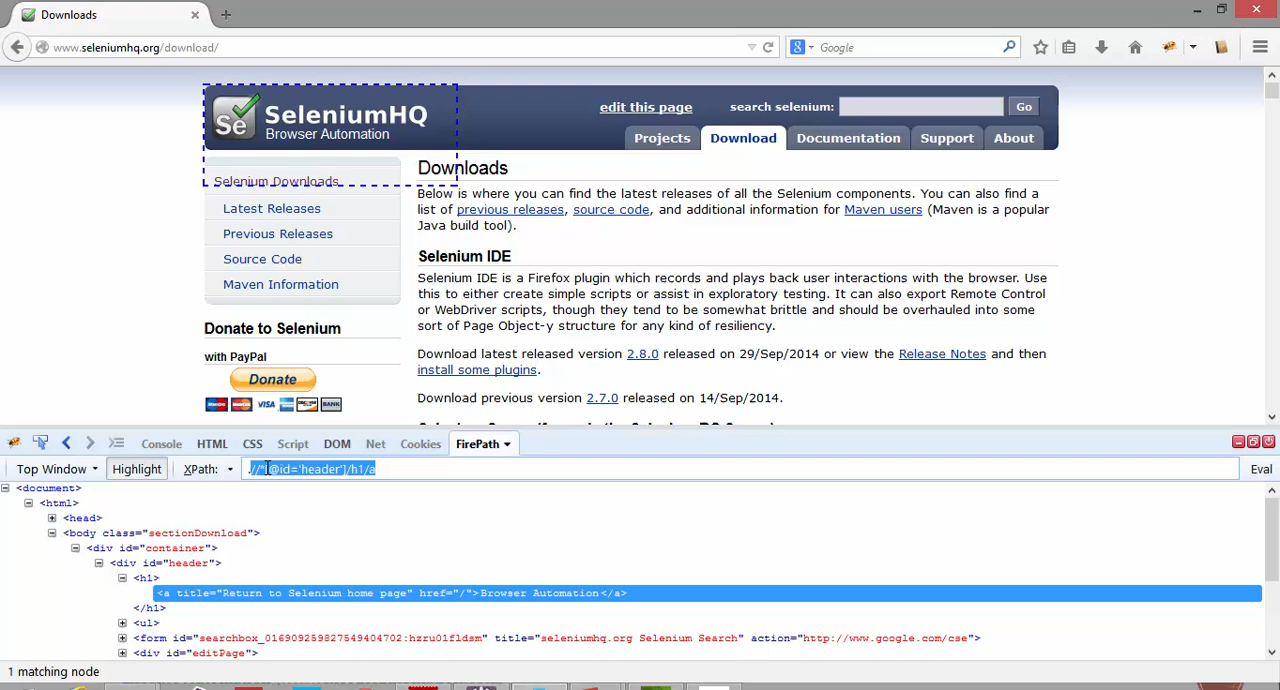 Downloads
www.seleniumhq.org/download/
Google
SeleniumHQ
Browser Automation
Se
edit this page
search selenium:
Go
Projects
Download
Documentation
Support
About
Selenium Downloads
Latest Releases
Previous Releases
Source Code
Maven Information
Donate to Selenium
with PayPal
Donate
VISA
BANK
Downloads
Below is where you can find the latest releases of all the Selenium components. You can also find a
list of previous releases, source code, and additional information for Maven users (Maven is a popular
Java build tool).
Selenium IDE
Selenium IDE is a Firefox plugin which records and plays back user interactions with the browser. Use
this to either create simple scripts or assist in exploratory testing. It can also export Remote Control
or WebDriver scripts, though they tend to be somewhat brittle and should be overhauled into some
sort of Page Object-y structure for any kind of resiliency.
Download latest released version 2.8.0 released on 29/Sep/2014 or view the Release Notes and then
install some plugins.
Download previous version 2.7.0 released on 14/Sep/2014.
Console HTML CSS Script DOM Net Cookies FirePath
Top Window Highlight XPath: .//*[@id='header']/h1/a Eval
<document>
<html>
<head>
<body class="sectionDownload">
<div id="container">
<div id="header">
<h1>
<a title="Return to Selenium home page" href="/">Browser Automation</a>
</h1>
<ul>
<form id="searchbox_016909259827549404702:hzru01fldsm" title="seleniumhq.org Selenium Search" action="http://www.google.com/cse">
<div id="editPage">
1 matching node